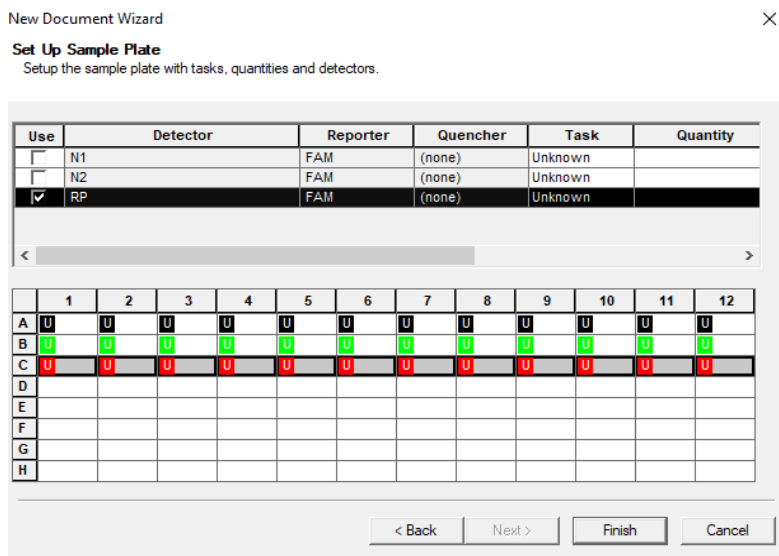 New Document Wizard
Set Up Sample Plate
Setup the sample plate with tasks, quantities and detectors.
Use Detector Reporter Quencher Task Quantity
N1 FAM (none) Unknown
N2 FAM (none) Unknown
RP FAM (none) Unknown
1 2 3 4 5 6 7 8 9 10 11 12
A U U U U U U U U U U U U
B U U U U U U U U U U U U
C U U U U U U U U U U U U
D
E
F
G
H
< Back Next > Finish Cancel